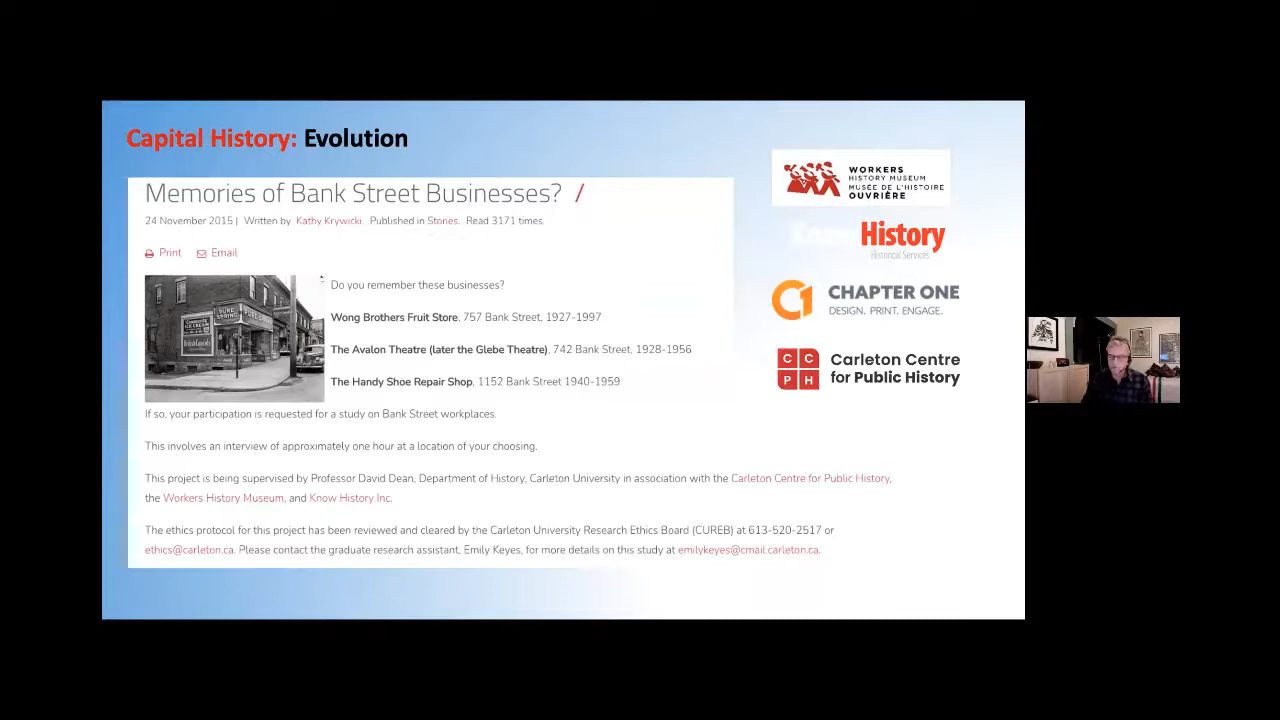 Capital History: Evolution
Memories of Bank Street Businesses? /
24 November 2015 | Written by Kathy Krywicki. Published in Stories. Read 3171 times.
Print Email
Do you remember these businesses?
Wong Brothers Fruit Store, 757 Bank Street, 1927-1997
The Avalon Theatre (later the Glebe Theatre), 742 Bank Street, 1928-1956
The Handy Shoe Repair Shop, 1152 Bank Street 1940-1959
PURE
SPRING
ICE CREAM
If so, your participation is requested for a study on Bank Street workplaces.
This involves an interview of approximately one hour at a location of your choosing.
This project is being supervised by Professor David Dean, Department of History, Carleton University in association with the Carleton Centre for Public History,
the Workers History Museum, and Know History Inc.
The ethics protocol for this project has been reviewed and cleared by the Carleton University Research Ethics Board (CUREB) at 613-520-2517 or
ethics@carleton.ca. Please contact the graduate research assistant, Emily Keyes, for more details on this study at emilykeyes@cmail.carleton.ca.
WORKERS
HISTORY MUSEUM
MUSÉE DE L'HISTOIRE
OUVRIÈRE
Know History
Historical Services
C1 CHAPTER ONE
DESIGN. PRINT. ENGAGE.
C C
P H
Carleton Centre
for Public History